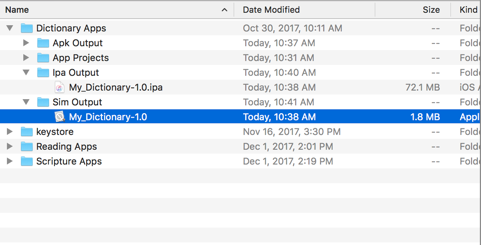 Name Date Modified Size Kind
Dictionary Apps Oct 30, 2017, 10:11 AM -- Folde
Apk Output Today, 10:37 AM -- Folde
App Projects Today, 10:31 AM -- Folde
Ipa Output Today, 10:40 AM -- Folde
My_Dictionary-1.0.ipa Today, 10:38 AM 72.1 MB iOS A
Sim Output Today, 10:41 AM -- Folde
My_Dictionary-1.0 Today, 10:38 AM 1.8 MB Appl
keystore Nov 16, 2017, 3:30 PM -- Folde
Reading Apps Dec 1, 2017, 2:01 PM -- Folde
Scripture Apps Dec 1, 2017, 2:19 PM -- Folde